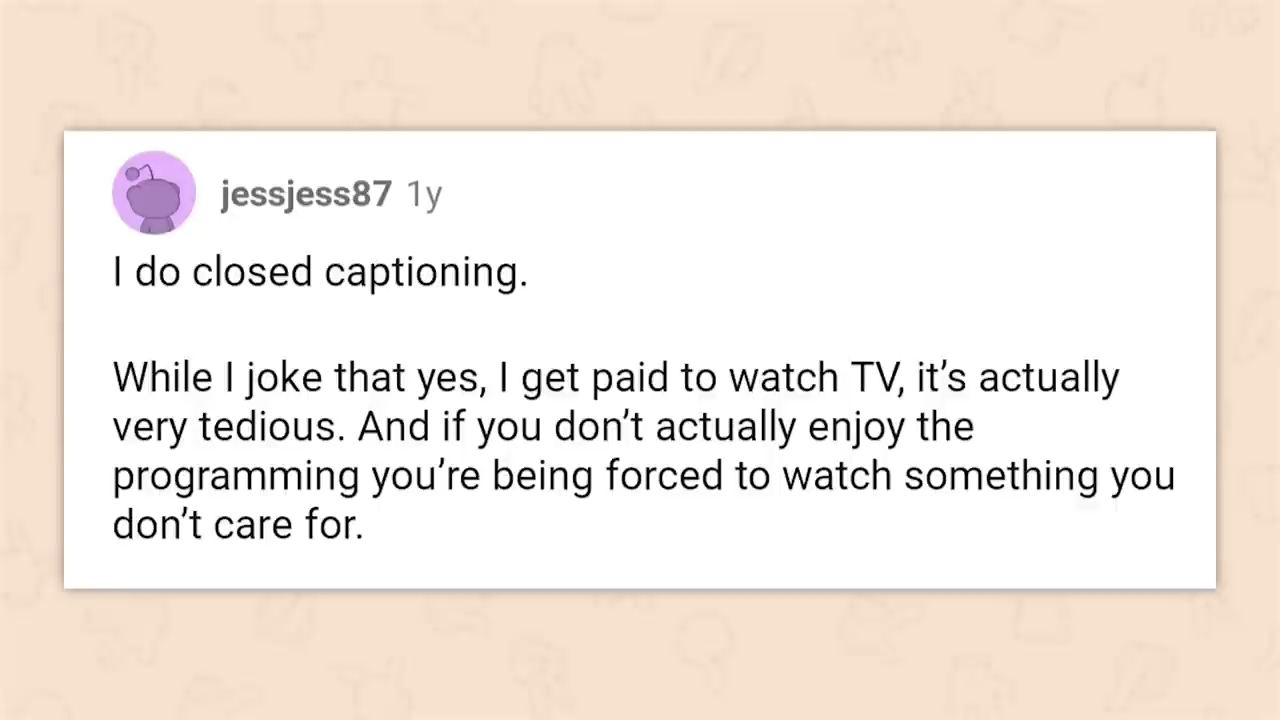 jessjess87 1y
I do closed captioning.
While I joke that yes, I get paid to watch TV, it’s actually
very tedious. And if you don’t actually enjoy the
programming you’re being forced to watch something you
don’t care for.